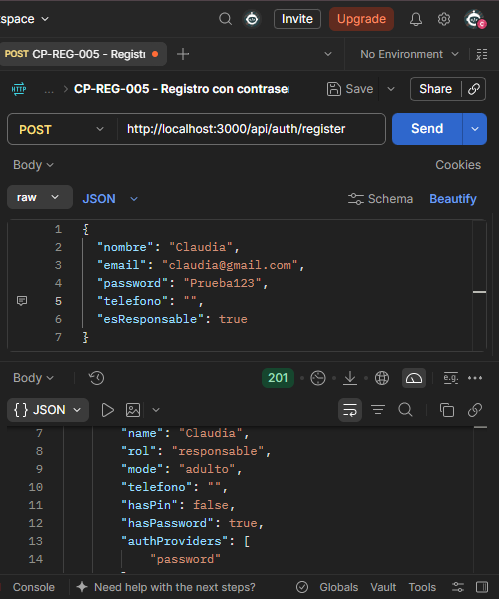 space
Invite
Upgrade
POST CP-REG-005 - Registr
No Environment
HTTP ... > CP-REG-005 - Registro con contraser
Save
Share
POST
http://localhost:3000/api/auth/register
Send
Body
Cookies
raw
JSON
Schema
Beautify
1 {
2 "nombre": "Claudia",
3 "email": "claudia@gmail.com",
4 "password": "Prueba123",
5 "telefono": "",
6 "esResponsable": true
7 }
Body
201
e.g.
{} JSON
7 "name": "Claudia",
8 "rol": "responsable",
9 "mode": "adulto",
10 "telefono": "",
11 "hasPin": false,
12 "hasPassword": true,
13 "authProviders": [
14 "password"
Console
Need help with the next steps?
Globals
Vault
Tools